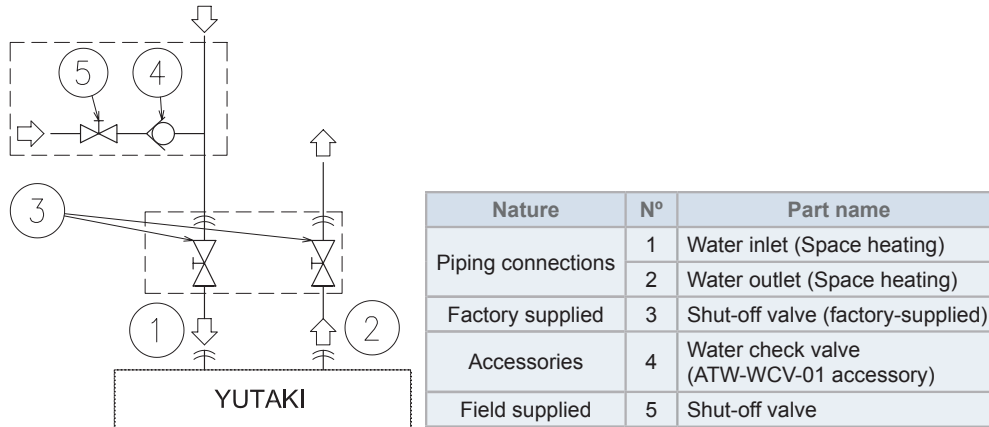 5
4
3
1
2
YUTAKI
Nature Nº Part name
Piping connections 1 Water inlet (Space heating)
2 Water outlet (Space heating)
Factory supplied 3 Shut-off valve (factory-supplied)
Accessories 4 Water check valve
(ATW-WCV-01 accessory)
Field supplied 5 Shut-off valve